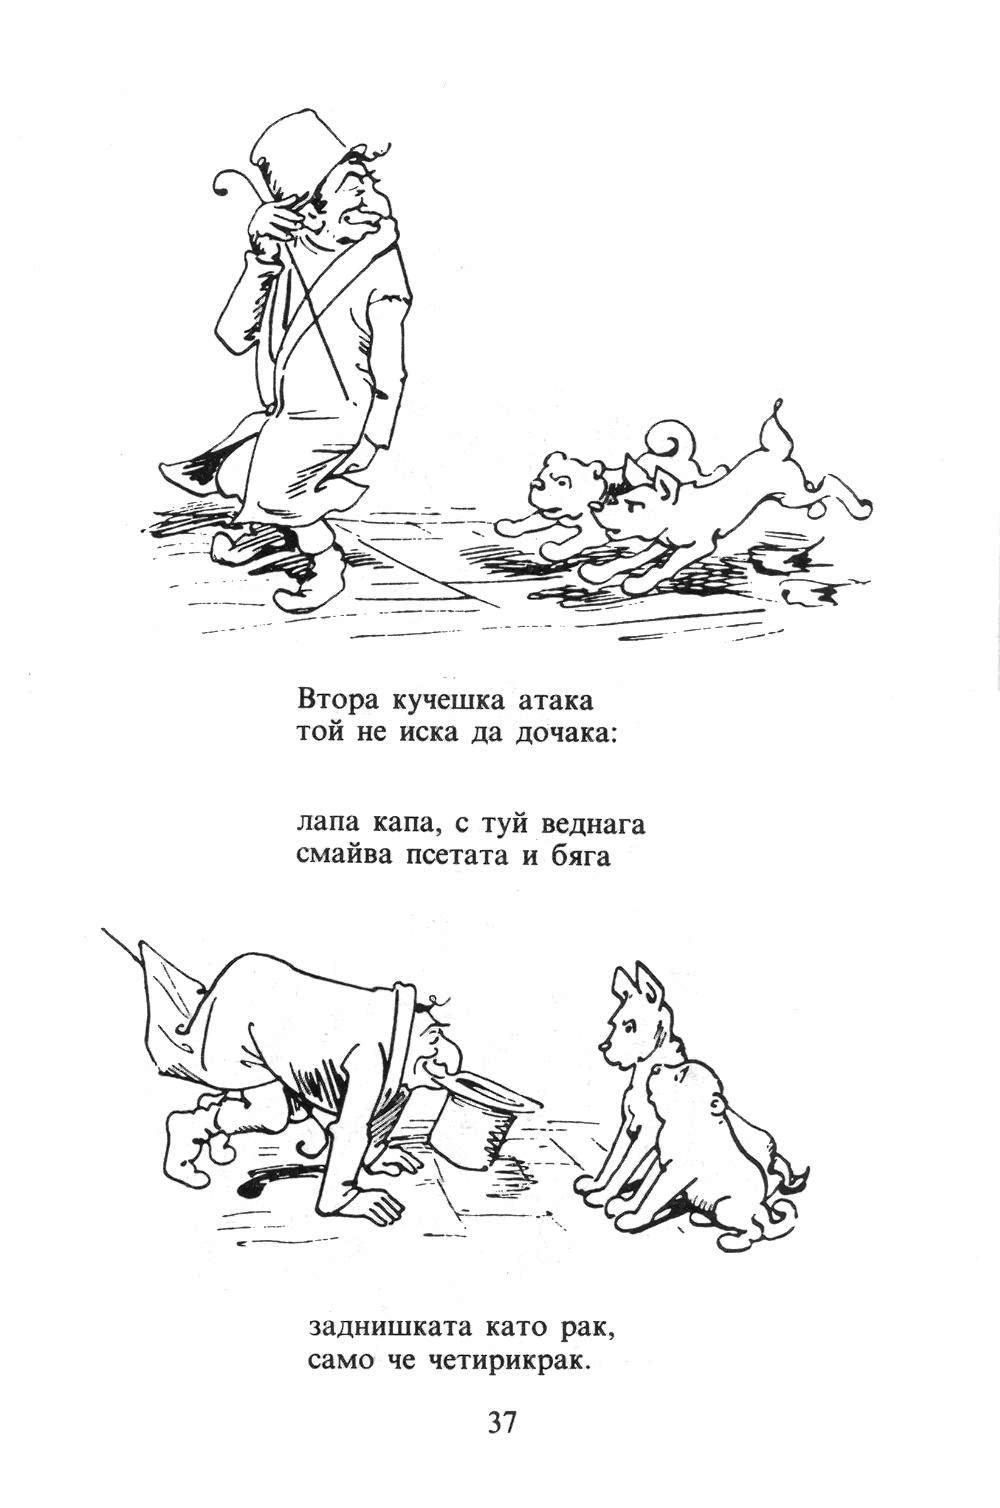 Втора кучешка атака
той не иска да дочака:
лапа капа, с туй веднага
смайва псетата и бяга
заднишката като рак,
само че четирикрак.
37